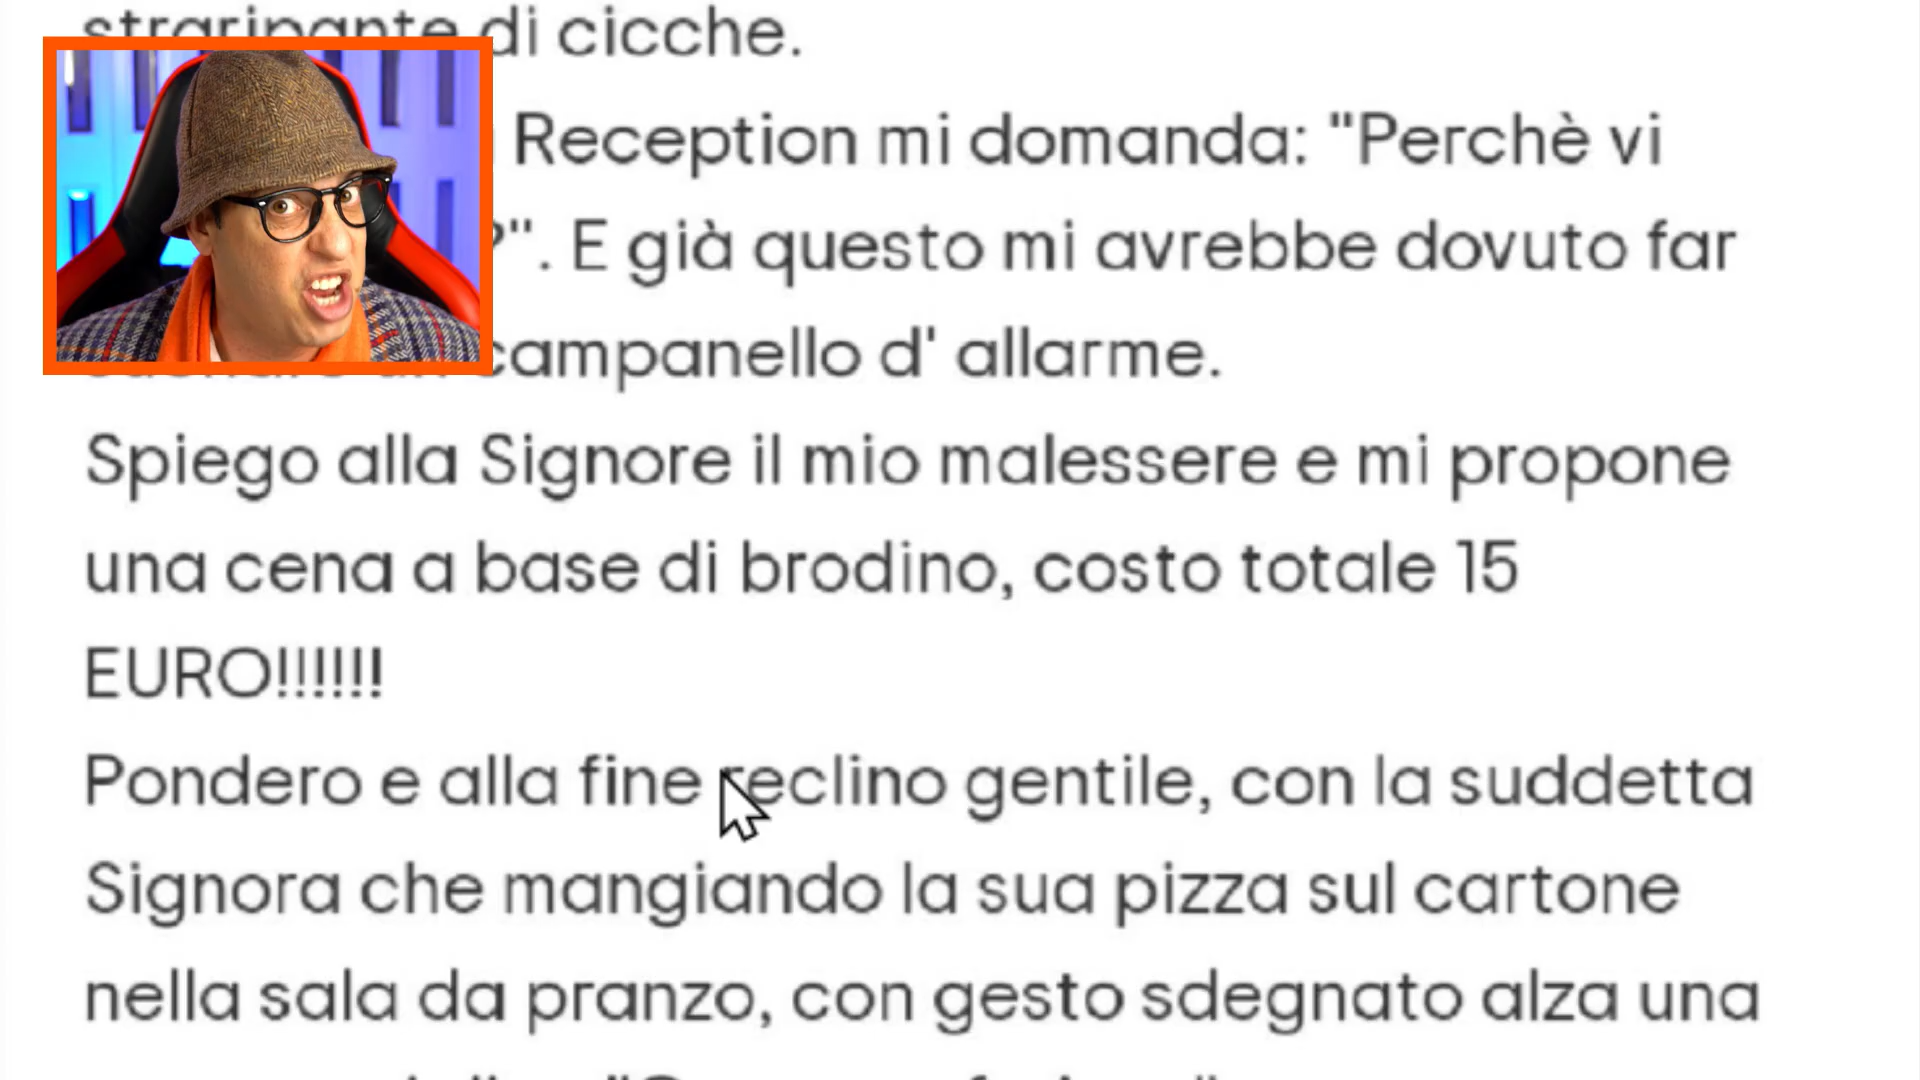 straripante di cicche.
Reception mi domanda: "Perchè vi
?". E già questo mi avrebbe dovuto far
campanello d' allarme.
Spiego alla Signore il mio malessere e mi propone
una cena a base di brodino, costo totale 15
EURO!!!!!!
Pondero e alla fine reclino gentile, con la suddetta
Signora che mangiando la sua pizza sul cartone
nella sala da pranzo, con gesto sdegnato alza una